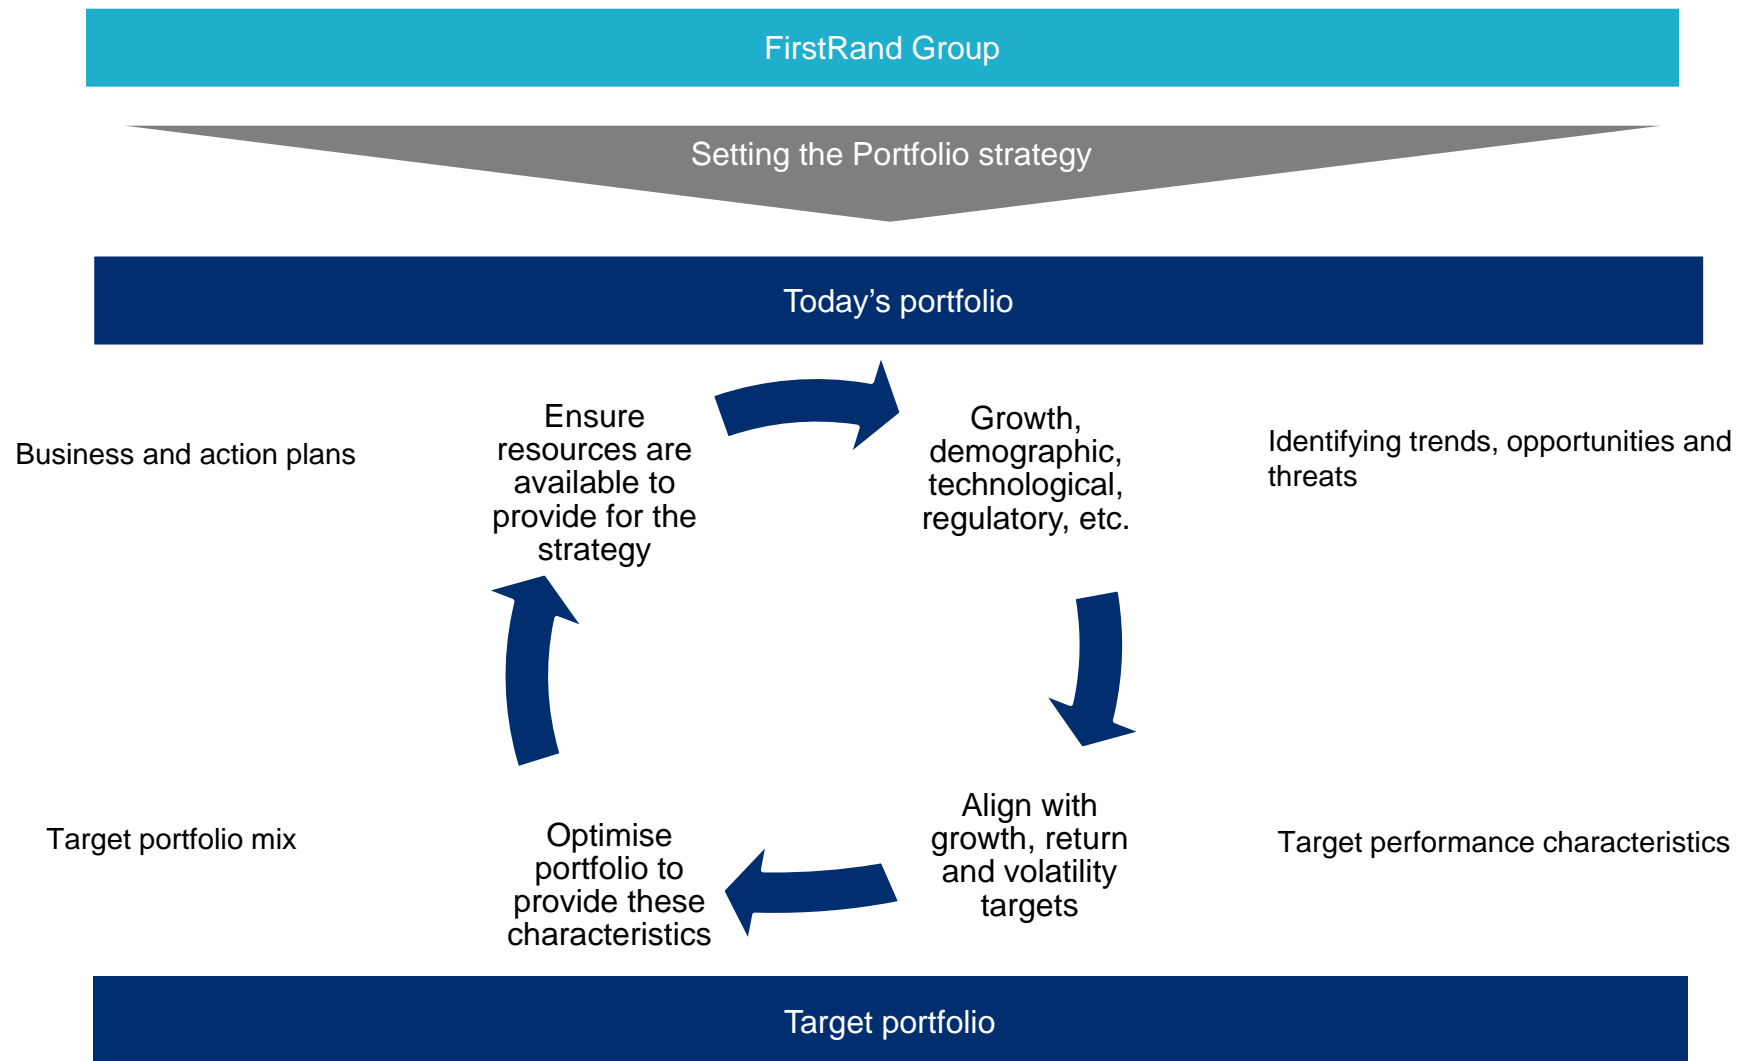 FirstRand Group
Setting the Portfolio strategy
Today’s portfolio
Business and action plans
Ensure
resources are
available to
provide for the
strategy
Growth,
demographic,
technological,
regulatory, etc.
Identifying trends, opportunities and
threats
Target portfolio mix
Optimise
portfolio to
provide these
characteristics
Align with
growth, return
and volatility
targets
Target performance characteristics
Target portfolio